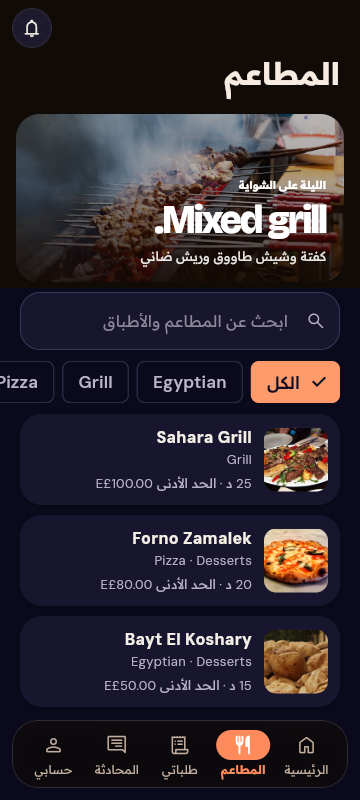 المطاعم
الليلة على الشواية
Mixed grill.
كفتة وشيش طاووق وريش ضاني
ابحث عن المطاعم والأطباق
الكل
Egyptian
Grill
Pizza
Sahara Grill
Grill
25 د · الحد الأدنى E£100.00
Forno Zamalek
Pizza · Desserts
20 د · الحد الأدنى E£80.00
Bayt El Koshary
Egyptian · Desserts
15 د · الحد الأدنى E£50.00
الرئيسية
المطاعم
طلباتي
المحادثة
حسابي